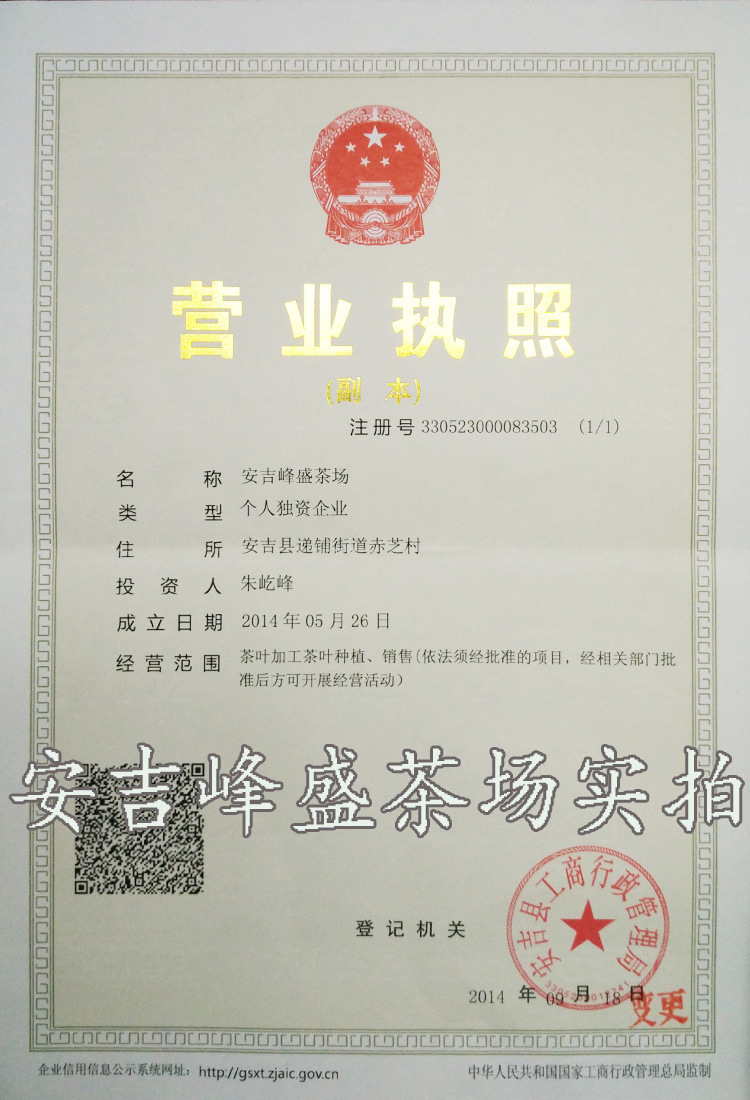 营业执照
(副 本)
注册号 330523000083503 (1/1)
名 称 安吉峰盛茶场
类 型 个人独资企业
住 所 安吉县递铺街道赤芝村
投 资 人 朱屹峰
成立日期 2014年05月26日
经营范围 茶叶加工茶叶种植、销售(依法须经批准的项目，经相关部门批
准后方可开展经营活动)
安吉峰盛茶场实拍
登记机关
安吉县工商行政管理局
2014 年 09 月 18 日
变更
企业信用信息公示系统网址：http://gsxt.zjaic.gov.cn
中华人民共和国国家工商行政管理总局监制